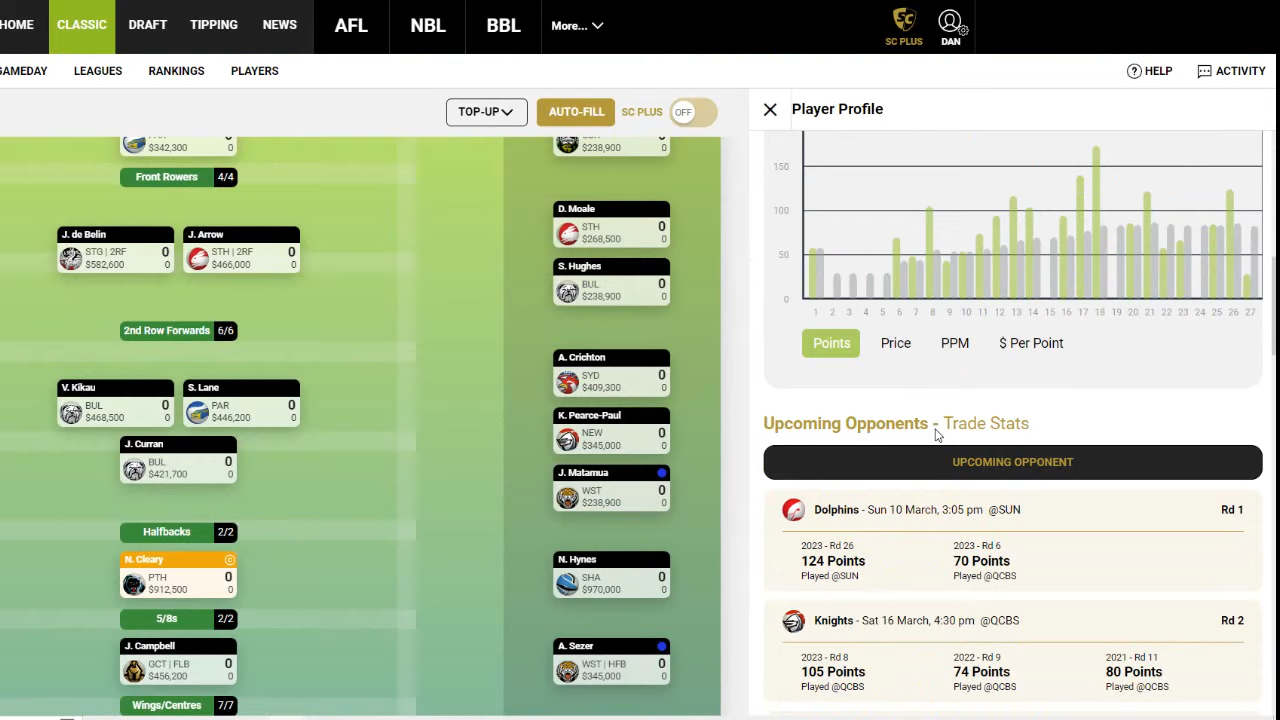 HOME CLASSIC DRAFT TIPPING NEWS AFL NBL BBL More... SC PLUS DAN
GAMEDAY LEAGUES RANKINGS PLAYERS HELP ACTIVITY
TOP-UP AUTO-FILL SC PLUS OFF
Player Profile
$342,300 0
Front Rowers 4/4
J. de Belin
STG | 2RF 0
$582,600 0
J. Arrow
STH | 2RF 0
$466,000 0
2nd Row Forwards 6/6
V. Kikau
BUL 0
$468,500 0
S. Lane
PAR 0
$446,200 0
J. Curran
BUL 0
$421,700 0
Halfbacks 2/2
N. Cleary C
PTH 0
$912,500 0
5/8s 2/2
J. Campbell
GCT | FLB 0
$456,200 0
Wings/Centres 7/7
$238,900 0
D. Moale
STH 0
$268,500 0
S. Hughes
BUL 0
$238,900 0
A. Crichton
SYD 0
$409,300 0
K. Pearce-Paul
NEW 0
$345,000 0
J. Matamua
WST 0
$238,900 0
N. Hynes
SHA 0
$970,000 0
A. Sezer
WST | HFB 0
$345,000 0
150
100
50
0
1 2 3 4 5 6 7 8 9 10 11 12 13 14 15 16 17 18 19 20 21 22 23 24 25 26 27
Points Price PPM $ Per Point
Upcoming Opponents - Trade Stats
UPCOMING OPPONENT
Dolphins - Sun 10 March, 3:05 pm @SUN Rd 1
2023 - Rd 26 2023 - Rd 6
124 Points 70 Points
Played @SUN Played @QCBS
Knights - Sat 16 March, 4:30 pm @QCBS Rd 2
2023 - Rd 8 2022 - Rd 9 2021 - Rd 11
105 Points 74 Points 80 Points
Played @QCBS Played @QCBS Played @QCBS